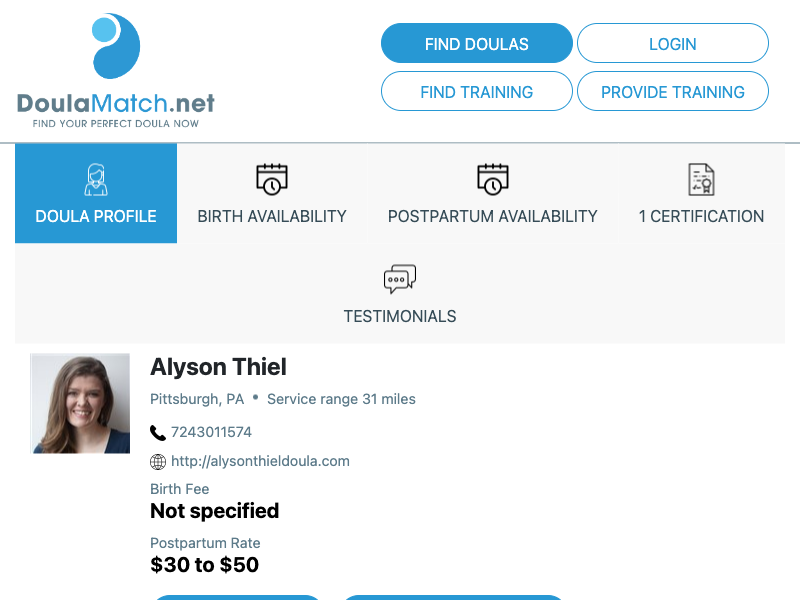 DoulaMatch.net
FIND YOUR PERFECT DOULA NOW
FIND DOULAS
LOGIN
FIND TRAINING
PROVIDE TRAINING
DOULA PROFILE
BIRTH AVAILABILITY
POSTPARTUM AVAILABILITY
1 CERTIFICATION
TESTIMONIALS
Alyson Thiel
Pittsburgh, PA • Service range 31 miles
7243011574
http://alysonthieldoula.com
Birth Fee
Not specified
Postpartum Rate
$30 to $50